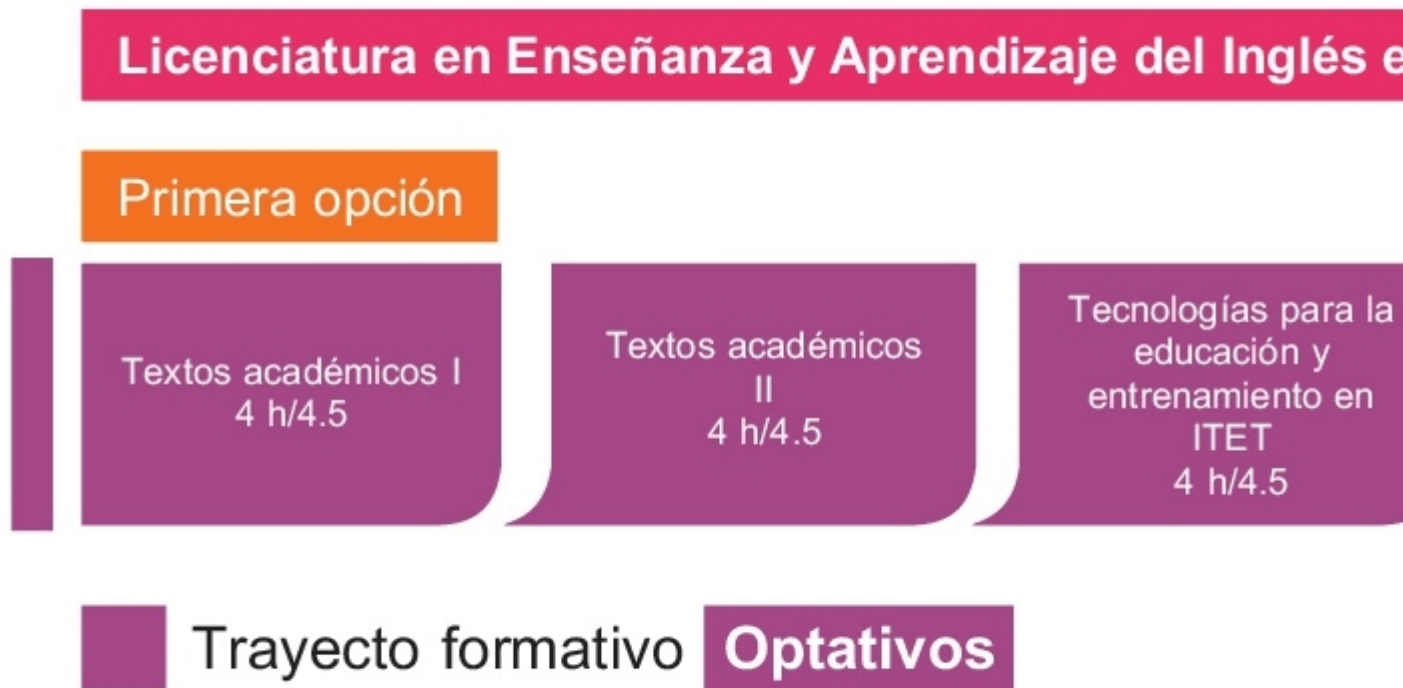 Licenciatura en Enseñanza y Aprendizaje del Inglés e
Primera opción
Textos académicos I
4 h/4.5
Textos académicos
II
4 h/4.5
Tecnologías para la
educación y
entrenamiento en
ITET
4 h/4.5
Trayecto formativo Optativos